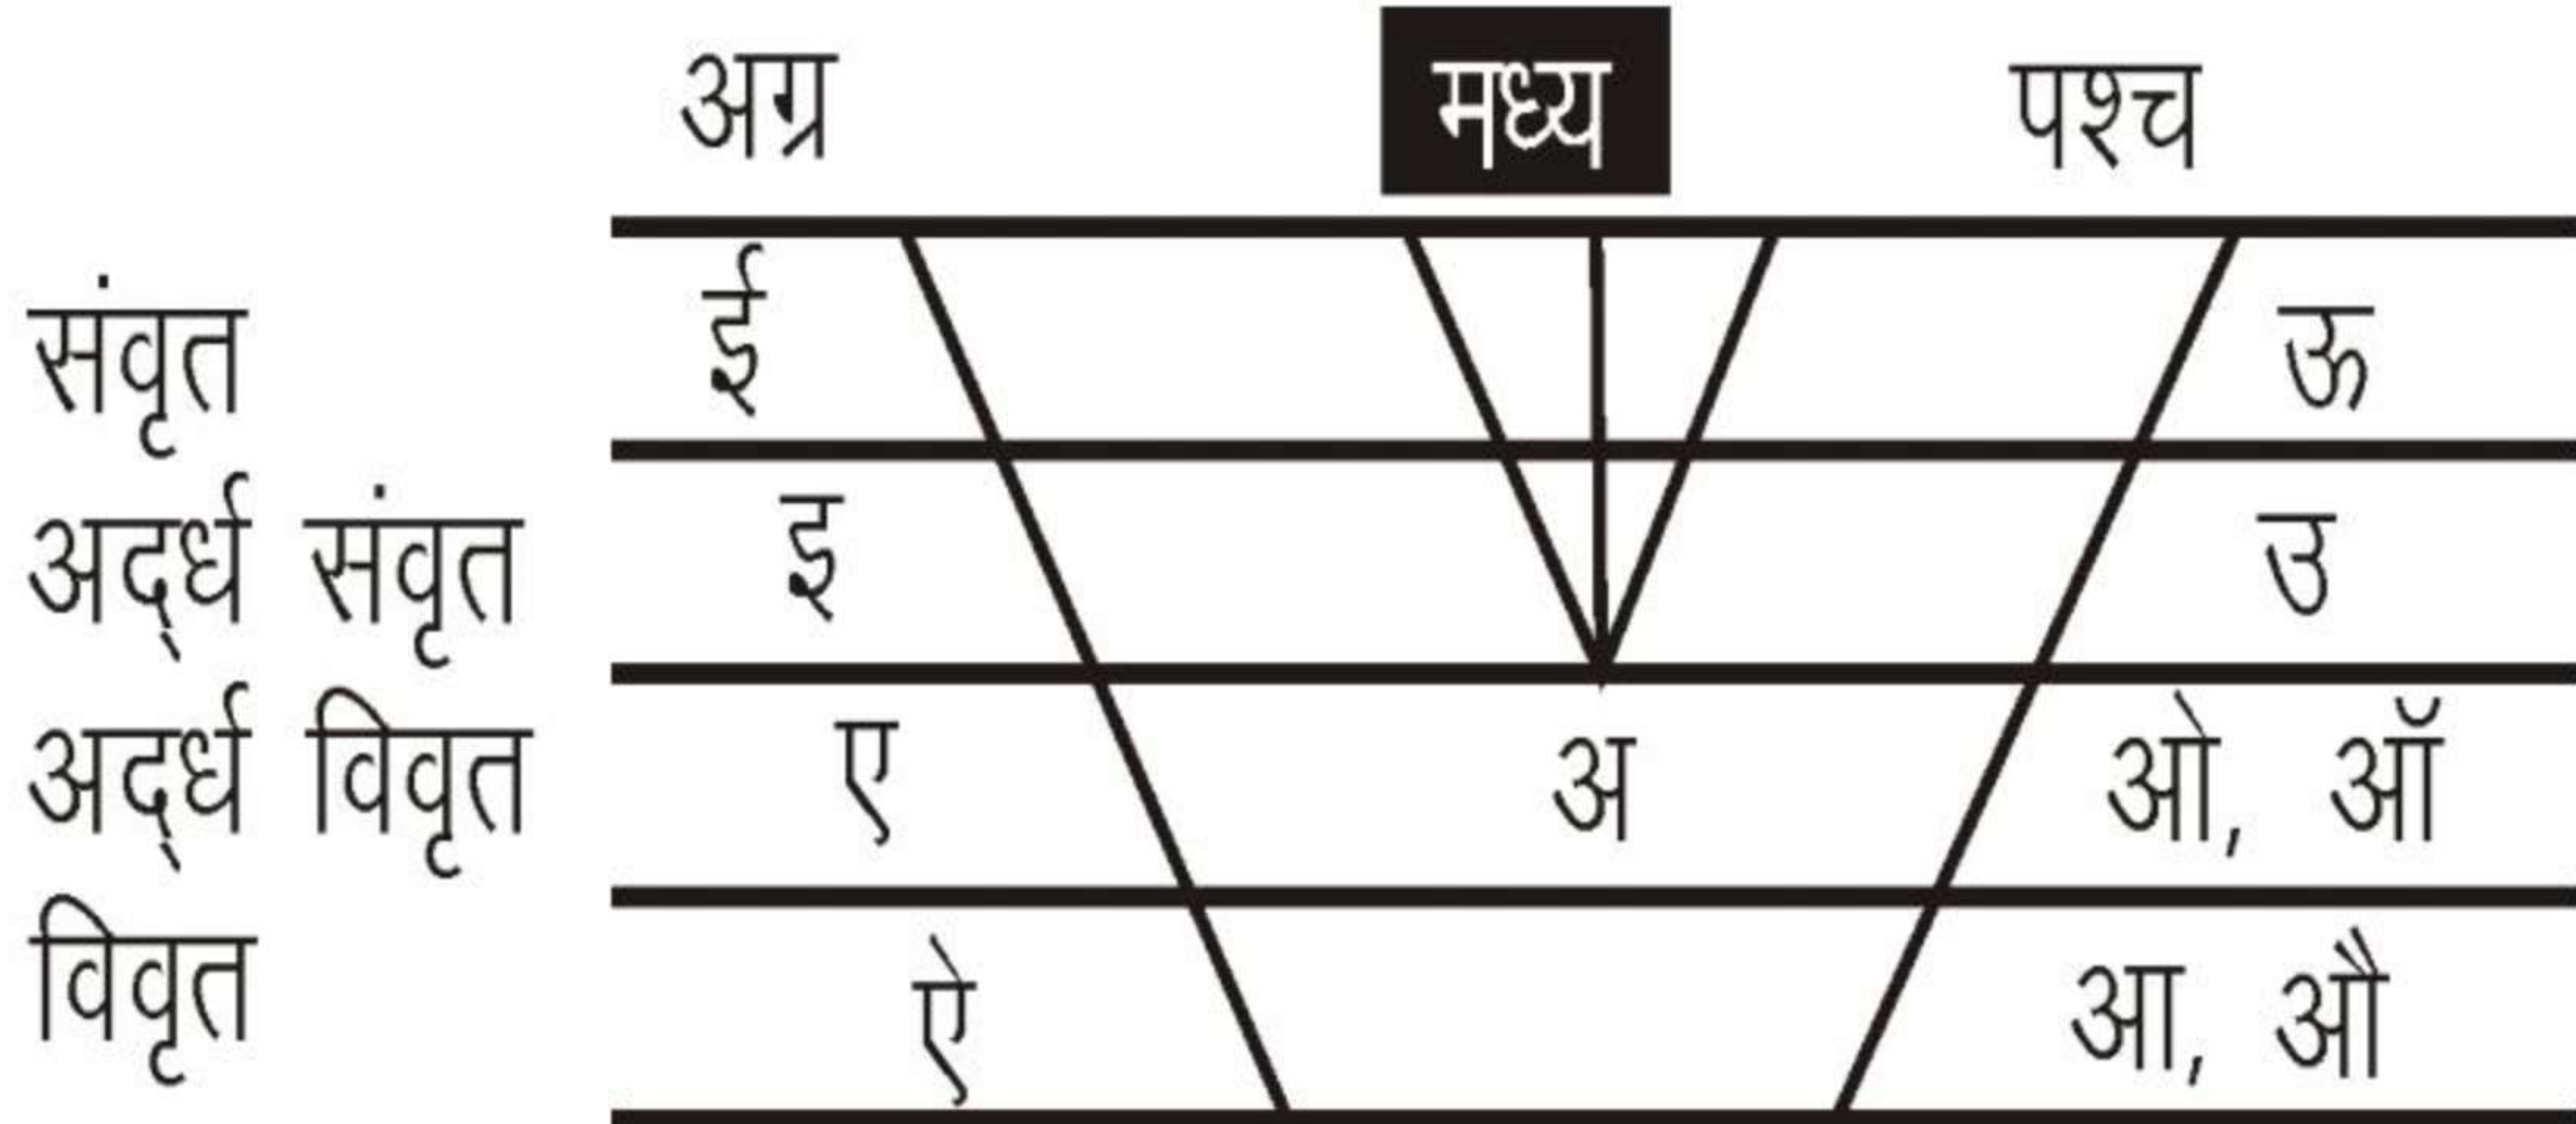 अग्र मध्य पश्च
संवृत ई ऊ
अर्द्ध संवृत इ उ
अर्द्ध विवृत ए अ ओ, ऑ
विवृत ऐ आ, औ